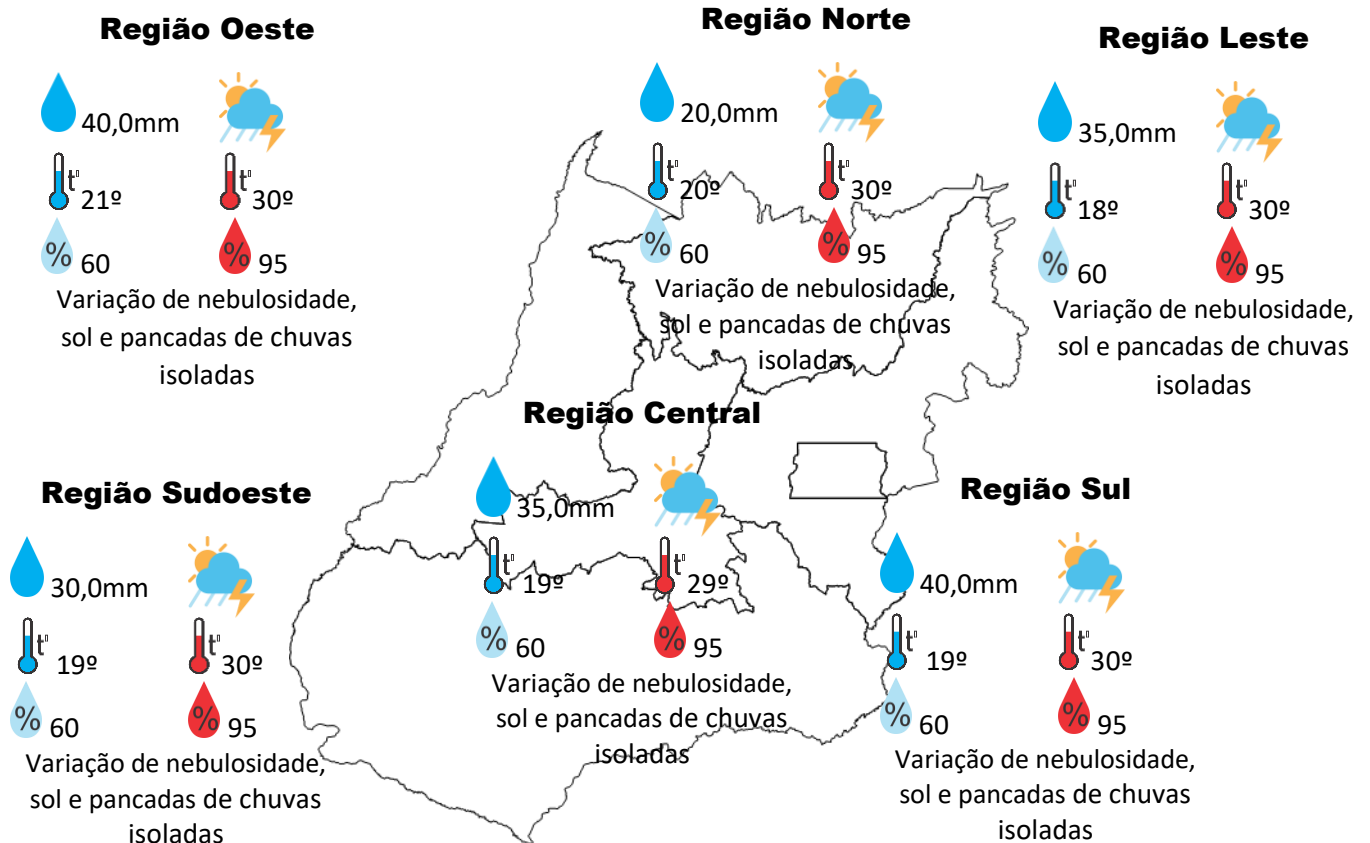 Região Oeste
40,0mm
t°
21º
t°
30º
%
60
%
95
Variação de nebulosidade,
sol e pancadas de chuvas
isoladas
Região Norte
20,0mm
t°
20º
t°
30º
%
60
%
95
Variação de nebulosidade,
sol e pancadas de chuvas
isoladas
Região Leste
35,0mm
t°
18º
t°
30º
%
60
%
95
Variação de nebulosidade,
sol e pancadas de chuvas
isoladas
Região Central
35,0mm
t°
19º
t°
29º
%
60
%
95
Variação de nebulosidade,
sol e pancadas de chuvas
isoladas
Região Sudoeste
30,0mm
t°
19º
t°
30º
%
60
%
95
Variação de nebulosidade,
sol e pancadas de chuvas
isoladas
Região Sul
40,0mm
t°
19º
t°
30º
%
60
%
95
Variação de nebulosidade,
sol e pancadas de chuvas
isoladas